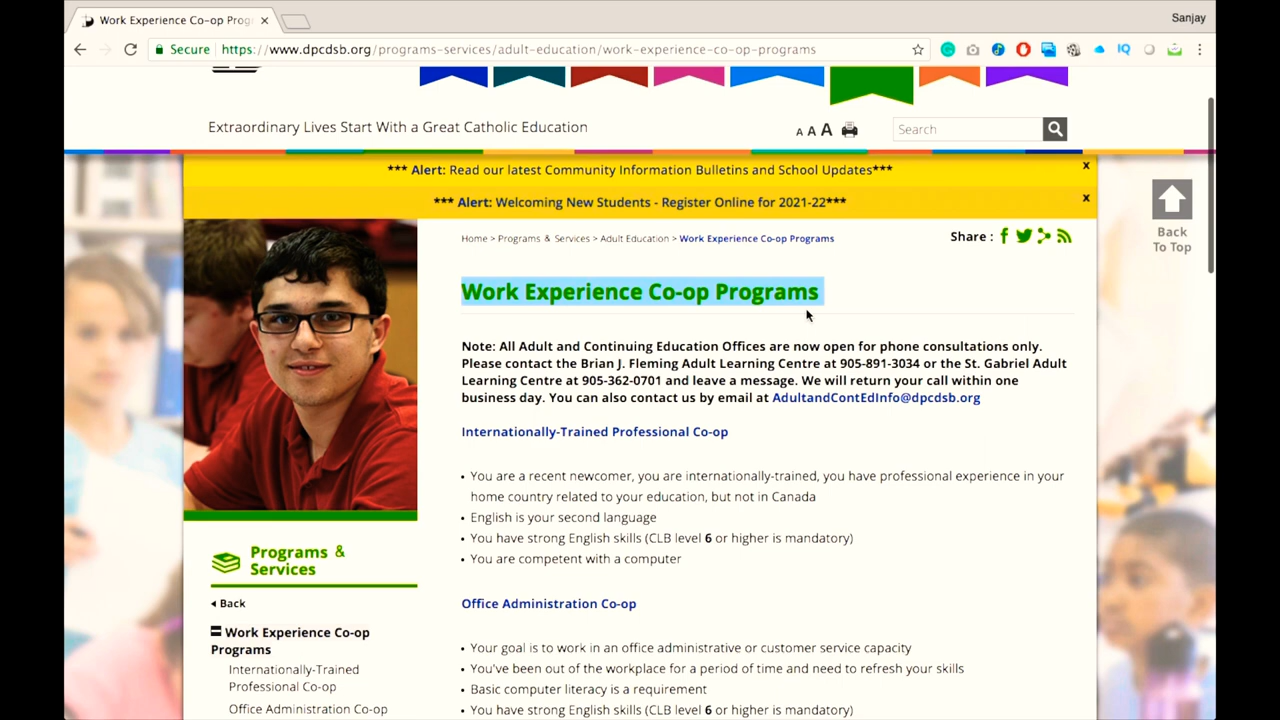 Work Experience Co-op Prog
Sanjay
Secure https://www.dpcdsb.org/programs-services/adult-education/work-experience-co-op-programs
IQ
Extraordinary Lives Start With a Great Catholic Education
A A A
Search
*** Alert: Read our latest Community Information Bulletins and School Updates***
x
*** Alert: Welcoming New Students - Register Online for 2021-22***
x
Back
To Top
Home > Programs & Services > Adult Education > Work Experience Co-op Programs
Share :
Work Experience Co-op Programs
Note: All Adult and Continuing Education Offices are now open for phone consultations only.
Please contact the Brian J. Fleming Adult Learning Centre at 905-891-3034 or the St. Gabriel Adult
Learning Centre at 905-362-0701 and leave a message. We will return your call within one
business day. You can also contact us by email at AdultandContEdInfo@dpcdsb.org
Internationally-Trained Professional Co-op
• You are a recent newcomer, you are internationally-trained, you have professional experience in your
home country related to your education, but not in Canada
• English is your second language
• You have strong English skills (CLB level 6 or higher is mandatory)
• You are competent with a computer
Office Administration Co-op
• Your goal is to work in an office administrative or customer service capacity
• You've been out of the workplace for a period of time and need to refresh your skills
• Basic computer literacy is a requirement
• You have strong English skills (CLB level 6 or higher is mandatory)
Programs &
Services
Back
Work Experience Co-op
Programs
Internationally-Trained
Professional Co-op
Office Administration Co-op